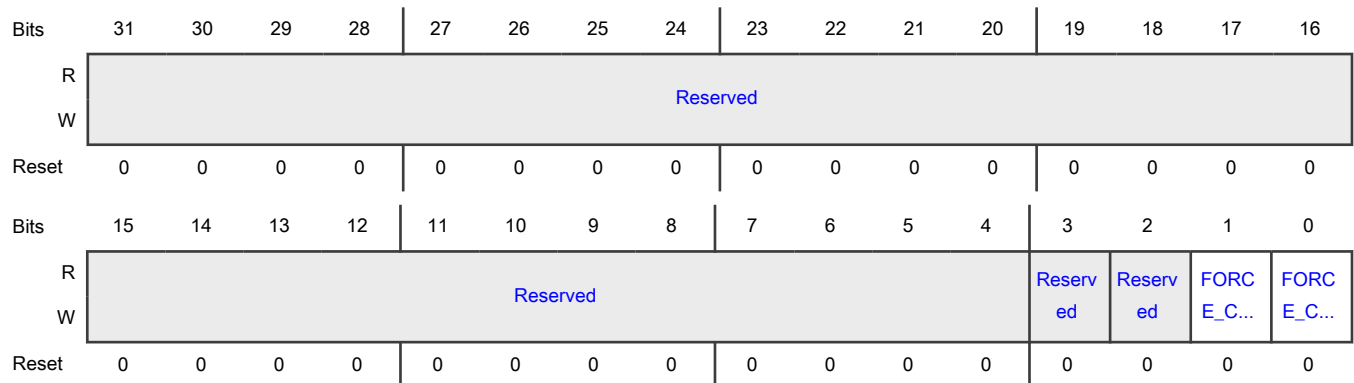 Bits 31 30 29 28 27 26 25 24 23 22 21 20 19 18 17 16
R
Reserved
W
Reset 0 0 0 0 0 0 0 0 0 0 0 0 0 0 0 0
Bits 15 14 13 12 11 10 9 8 7 6 5 4 3 2 1 0
R Reserv Reserv FORC FORC
Reserved
W ed ed E_C... E_C...
Reset 0 0 0 0 0 0 0 0 0 0 0 0 0 0 0 0